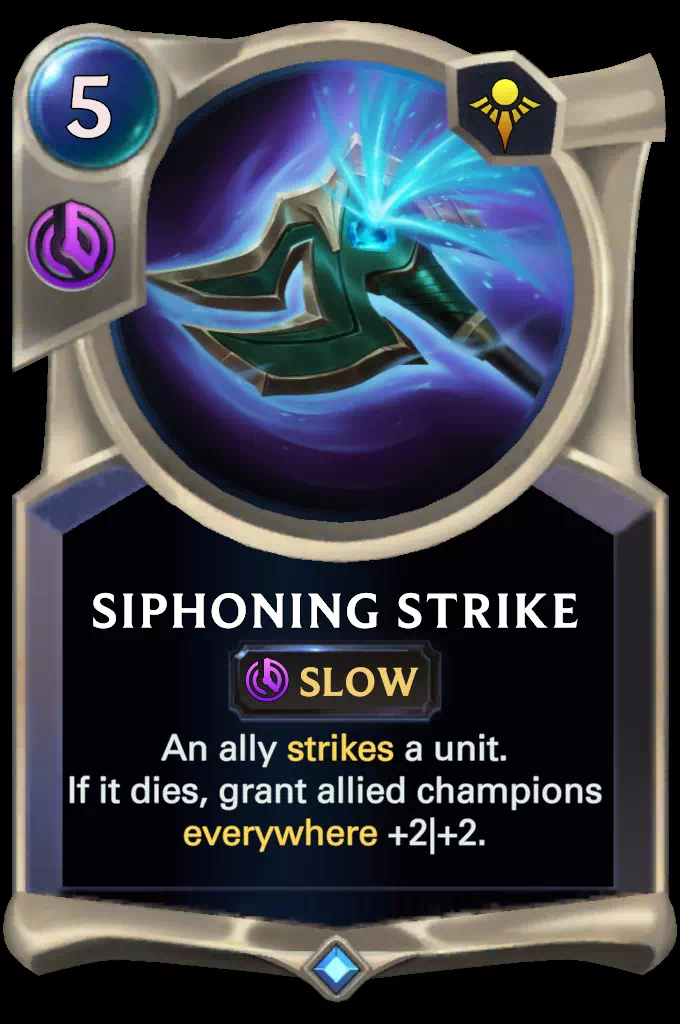 5
SIPHONING STRIKE
SLOW
An ally strikes a unit.
If it dies, grant allied champions
everywhere +2|+2.